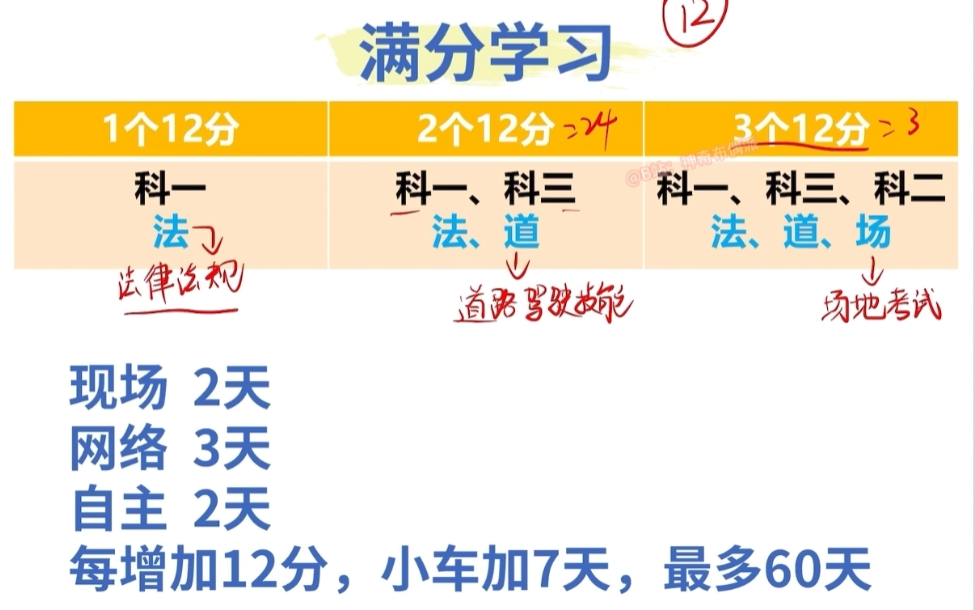 12
满分学习
1个12分 2个12分 =24 3个12分 =3
科一 科一、科三 科一、科三、科二
法 法、道 法、道、场
法律法规 道路驾驶技能 场地考试
现场 2天
网络 3天
自主 2天
每增加12分，小车加7天，最多60天